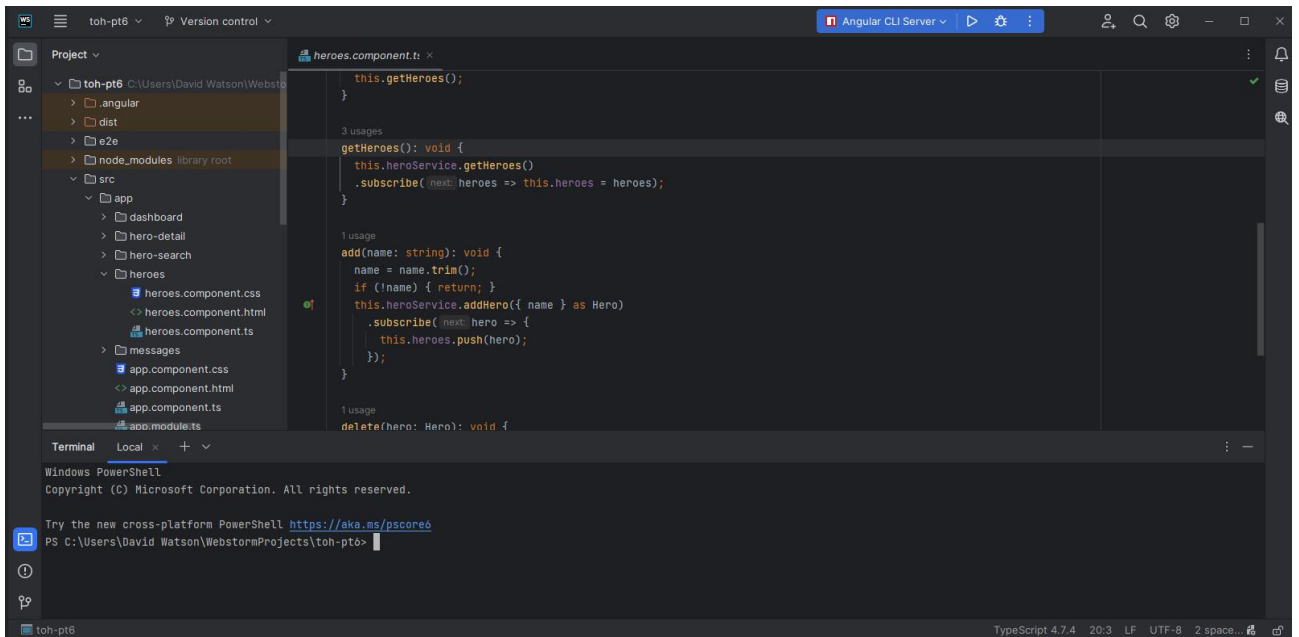 WS
toh-pt6
Version control
Angular CLI Server
Project
heroes.component.ts
toh-pt6 C:\Users\David Watson\Websto
.angular
dist
e2e
node_modules library root
src
app
dashboard
hero-detail
hero-search
heroes
heroes.component.css
heroes.component.html
heroes.component.ts
messages
app.component.css
app.component.html
app.component.ts
app.module.ts
this.getHeroes();
}
3 usages
getHeroes(): void {
this.heroService.getHeroes()
.subscribe( next: heroes => this.heroes = heroes);
}
1 usage
add(name: string): void {
name = name.trim();
if (!name) { return; }
this.heroService.addHero({ name } as Hero)
.subscribe( next: hero => {
this.heroes.push(hero);
});
}
1 usage
delete(hero: Hero): void {
Terminal
Local
Windows PowerShell
Copyright (C) Microsoft Corporation. All rights reserved.
Try the new cross-platform PowerShell https://aka.ms/pscore6
PS C:\Users\David Watson\WebstormProjects\toh-pt6>
toh-pt6
TypeScript 4.7.4 20:3 LF UTF-8 2 space...